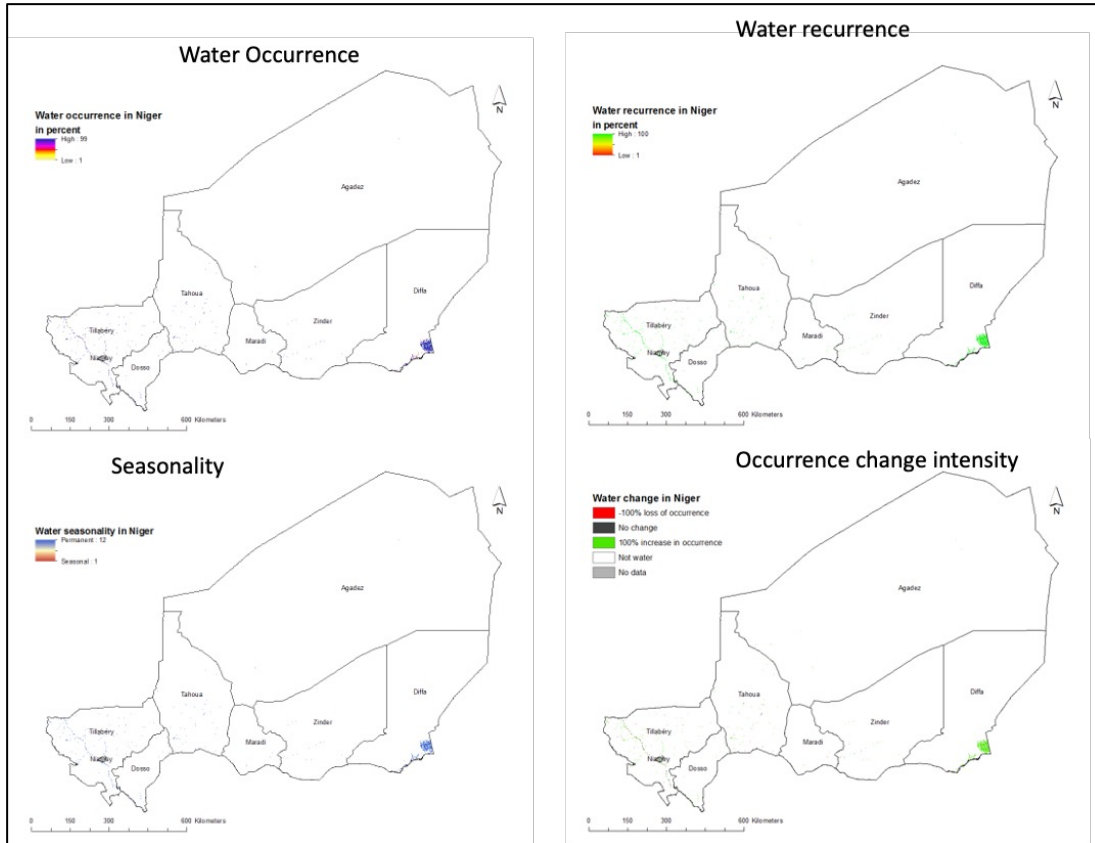 Water Occurrence
N
Water occurrence in Niger
in percent
High : 99
Low : 1
Agadez
Tahoua
Diffa
Zinder
Tillabéry
Maradi
Niamey
Dosso
0 150 300 600 Kilometers
Water recurrence
N
Water recurrence in Niger
in percent
High : 100
Low : 1
Agadez
Tahoua
Diffa
Zinder
Tillabéry
Maradi
Niamey
Dosso
0 150 300 600 Kilometers
Seasonality
N
Water seasonality in Niger
Permanent : 12
Seasonal : 1
Agadez
Tahoua
Diffa
Zinder
Tillabéry
Maradi
Niamey
Dosso
0 150 300 600 Kilometers
Occurrence change intensity
N
Water change in Niger
-100% loss of occurrence
No change
100% increase in occurrence
Not water
No data
Agadez
Tahoua
Diffa
Zinder
Tillabéry
Maradi
Niamey
Dosso
0 150 300 600 Kilometers